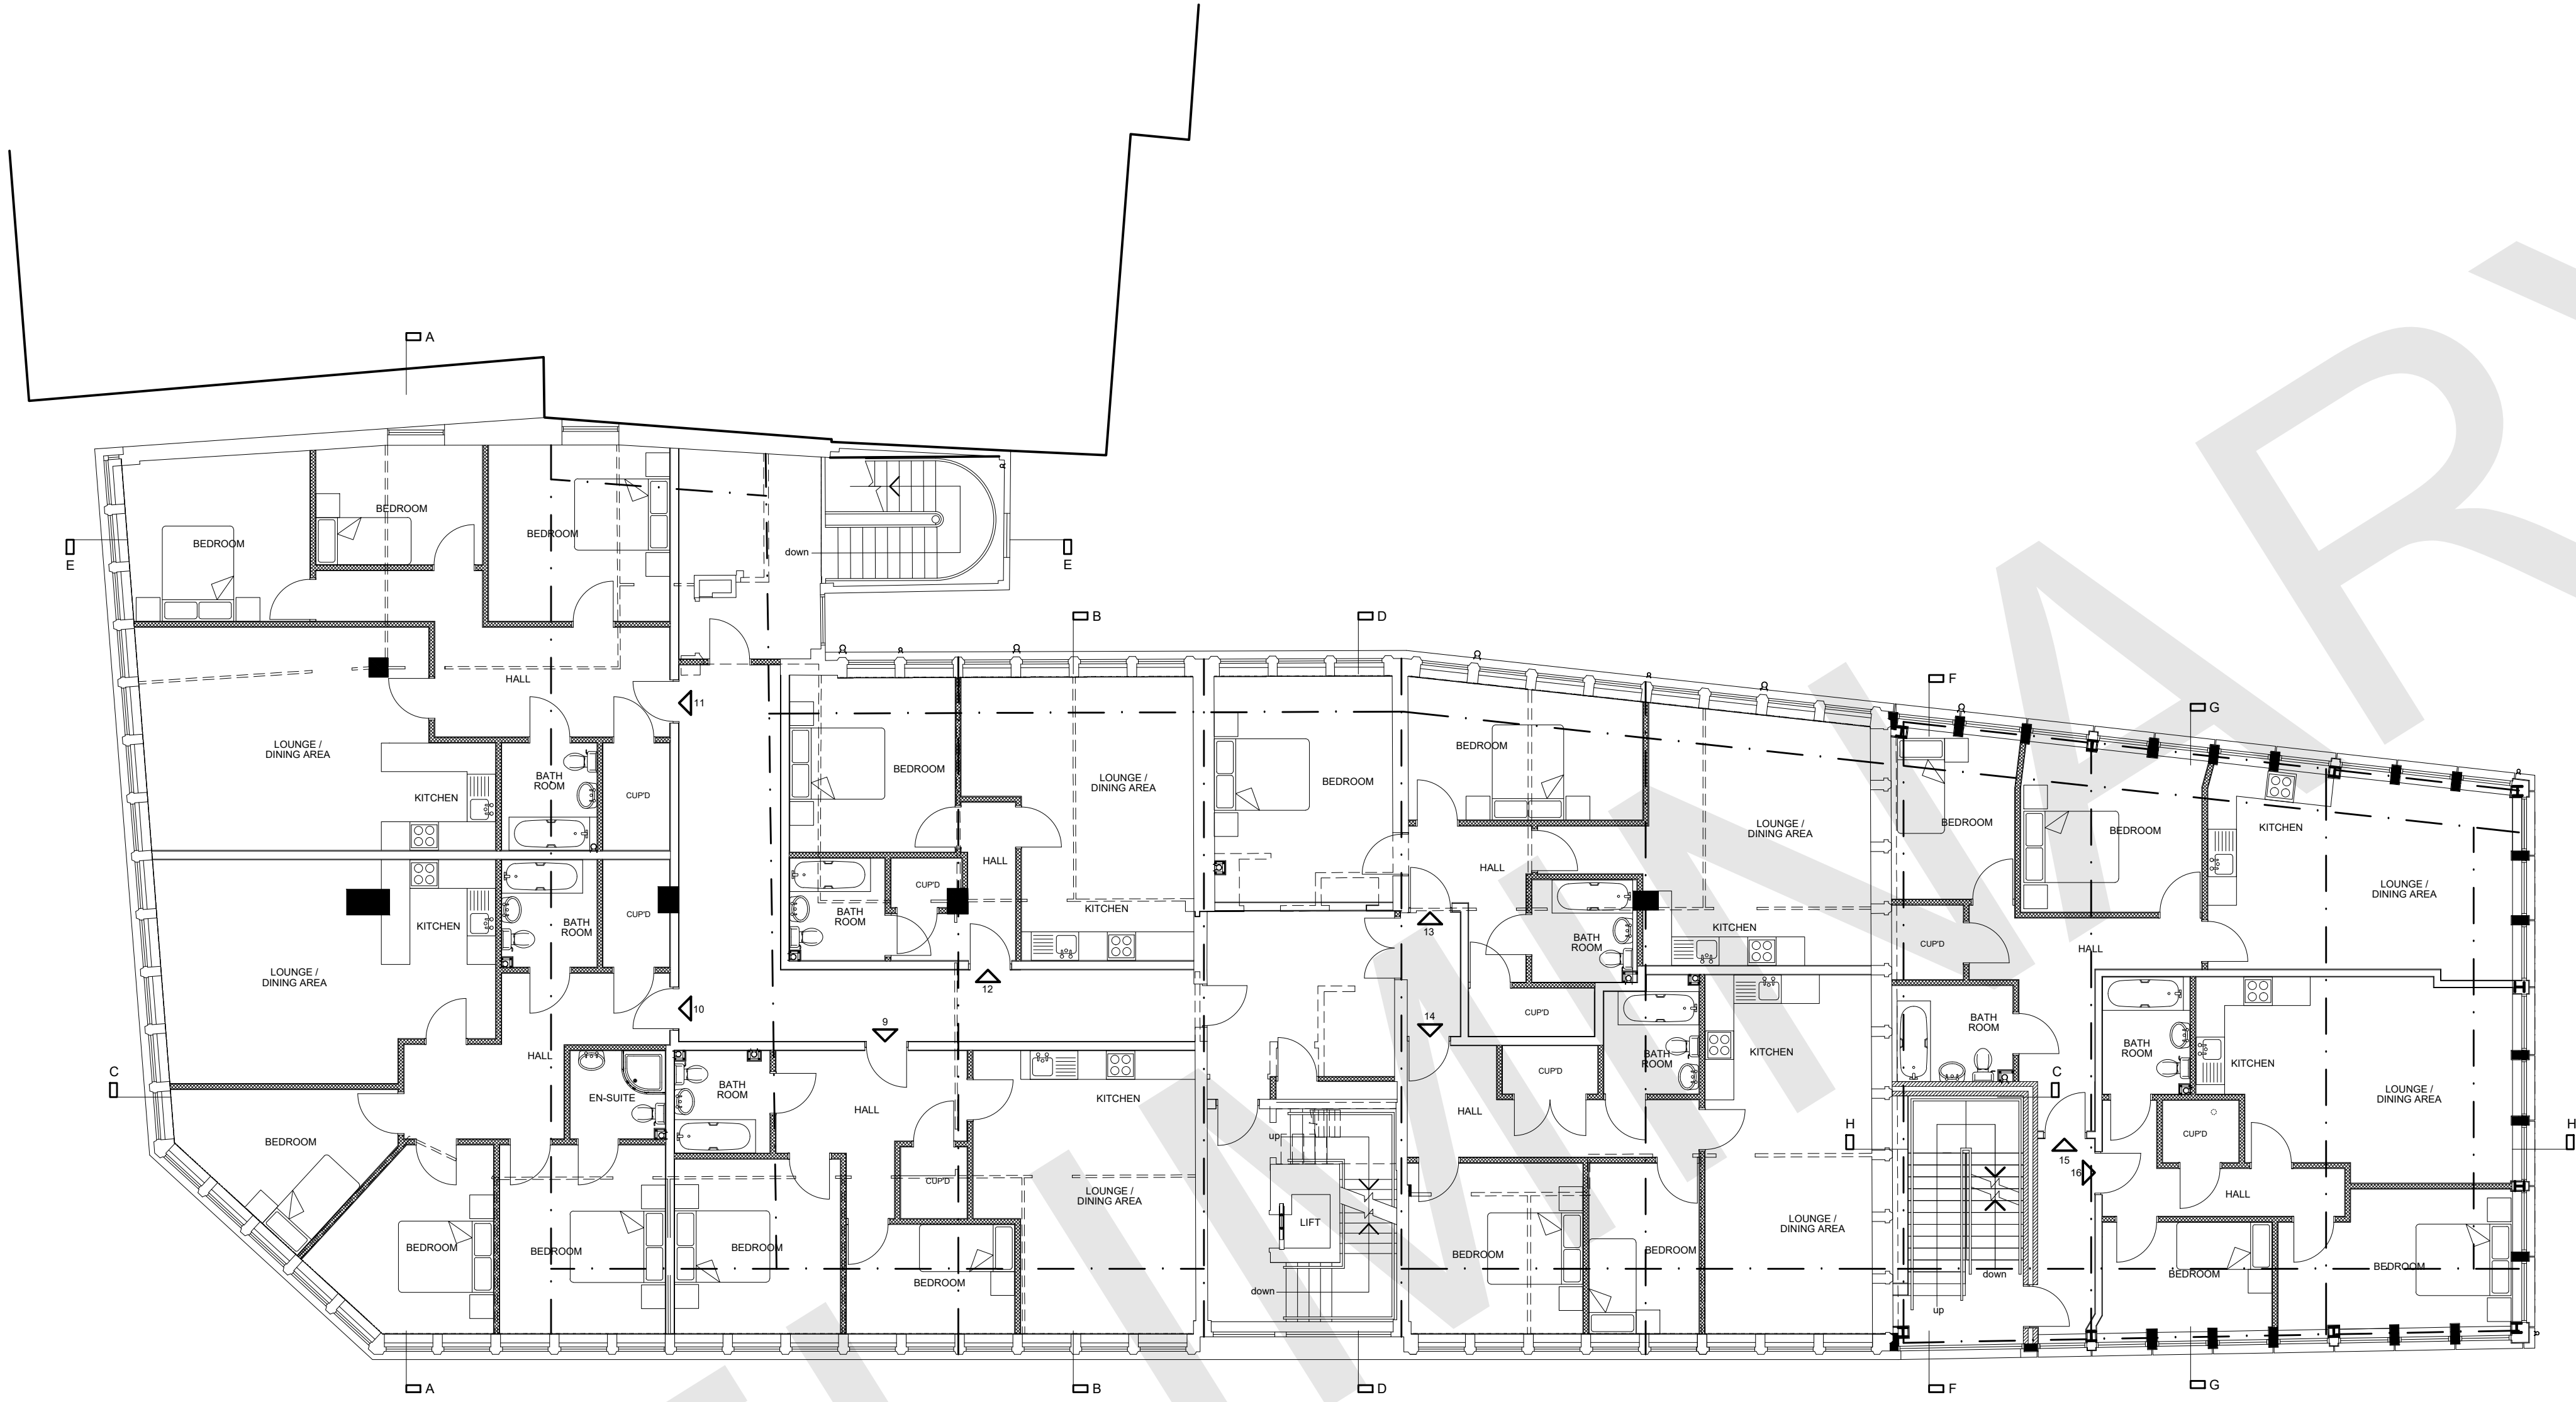 A
BEDROOM
BEDROOM
BEDROOM
down
E
E
B
D
HALL
11
F
G
LOUNGE /
DINING AREA
BATH
ROOM
KITCHEN
CUP'D
BEDROOM
LOUNGE /
DINING AREA
BEDROOM
BEDROOM
LOUNGE /
DINING AREA
BEDROOM
BEDROOM
KITCHEN
LOUNGE /
DINING AREA
HALL
CUP'D
BATH
ROOM
KITCHEN
12
HALL
13
BATH
ROOM
KITCHEN
CUP'D
HALL
KITCHEN
BATH
ROOM
CUP'D
LOUNGE /
DINING AREA
10
9
14
CUP'D
BATH
ROOM
C
HALL
EN-SUITE
BATH
ROOM
HALL
KITCHEN
HALL
CUP'D
BATH
ROOM
KITCHEN
C
BATH
ROOM
KITCHEN
LOUNGE /
DINING AREA
BEDROOM
up
H
15
16
CUP'D
H
CUP'D
LOUNGE /
DINING AREA
HALL
BEDROOM
BEDROOM
BEDROOM
BEDROOM
LIFT
down
BEDROOM
BEDROOM
LOUNGE /
DINING AREA
down
up
BEDROOM
BEDROOM
A
B
D
F
G